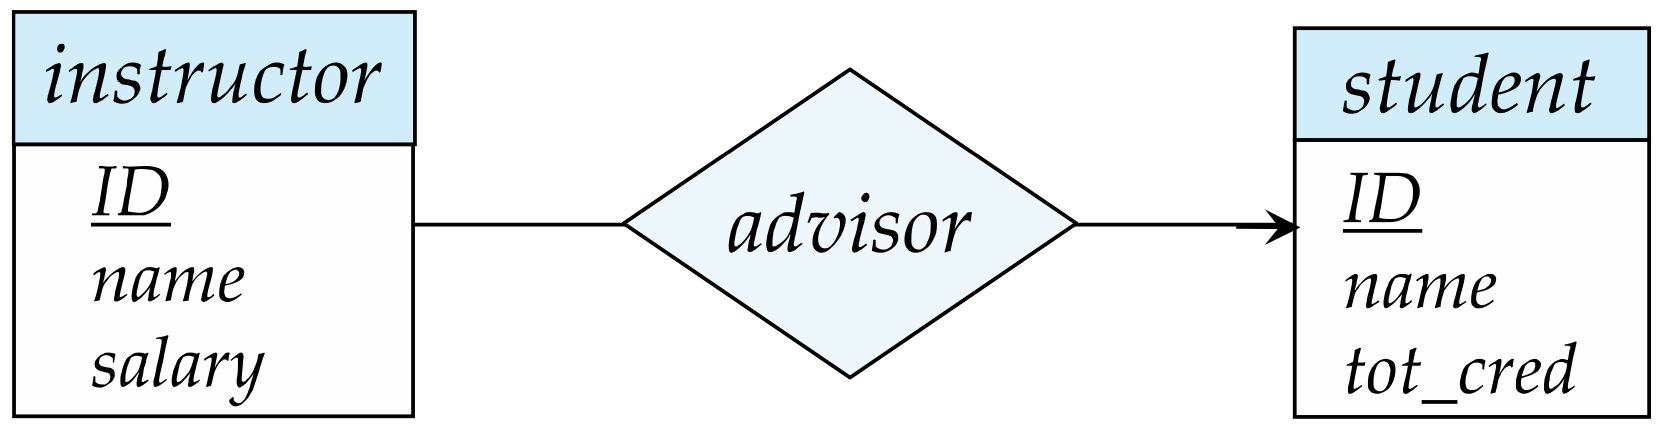 instructor
ID
name
salary
advisor
student
ID
name
tot_cred